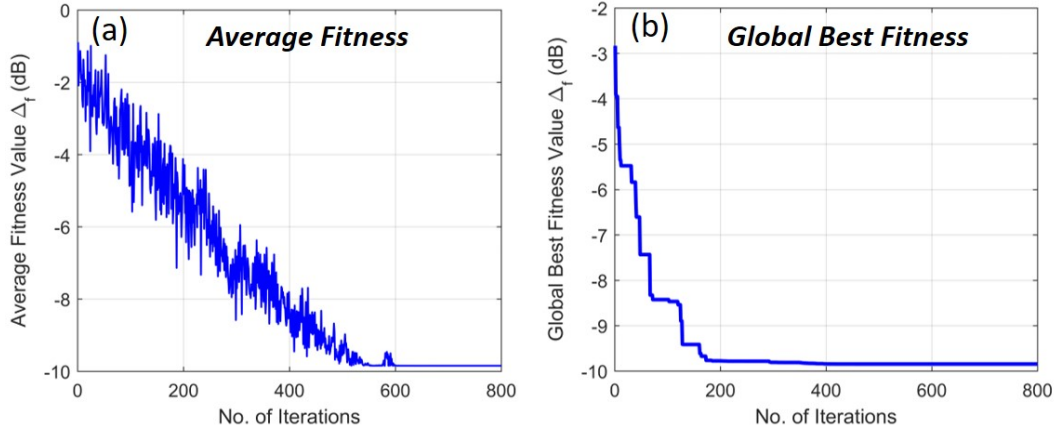 (a)
Average Fitness
Average Fitness Value Δf (dB)
0
-2
-4
-6
-8
-10
0 200 400 600 800
No. of Iterations
(b)
Global Best Fitness
Global Best Fitness Value Δf (dB)
-2
-3
-4
-5
-6
-7
-8
-9
-10
0 200 400 600 800
No. of Iterations